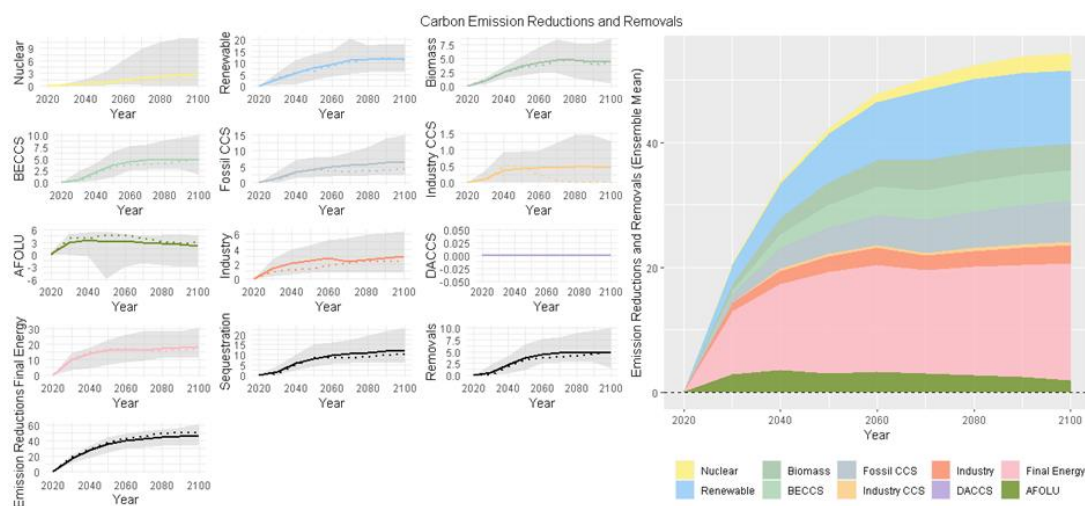 Carbon Emission Reductions and Removals
Nuclear
9
6
3
0
2020 2040 2060 2080 2100
Year
Renewable
20
15
10
5
0
2020 2040 2060 2080 2100
Year
Biomass
7.5
5.0
2.5
0.0
2020 2040 2060 2080 2100
Year
BECCS
10.0
7.5
5.0
2.5
0.0
2020 2040 2060 2080 2100
Year
Fossil CCS
15
10
5
0
2020 2040 2060 2080 2100
Year
Industry CCS
1.5
1.0
0.5
0.0
2020 2040 2060 2080 2100
Year
AFOLU
6
3
0
-3
-6
2020 2040 2060 2080 2100
Year
Industry
6
4
2
0
2020 2040 2060 2080 2100
Year
DACCS
0.050
0.025
0.000
-0.025
-0.050
2020 2040 2060 2080 2100
Year
Final Energy
30
20
10
0
2020 2040 2060 2080 2100
Year
Sequestration
20
15
10
5
0
2020 2040 2060 2080 2100
Year
Removals
10.0
7.5
5.0
2.5
0.0
2020 2040 2060 2080 2100
Year
Emission Reductions
60
40
20
0
2020 2040 2060 2080 2100
Year
Emission Reductions and Removals (Ensemble Mean)
40
20
0
2020 2040 2060 2080 2100
Year
Nuclear Biomass Fossil CCS Industry Final Energy
Renewable BECCS Industry CCS DACCS AFOLU